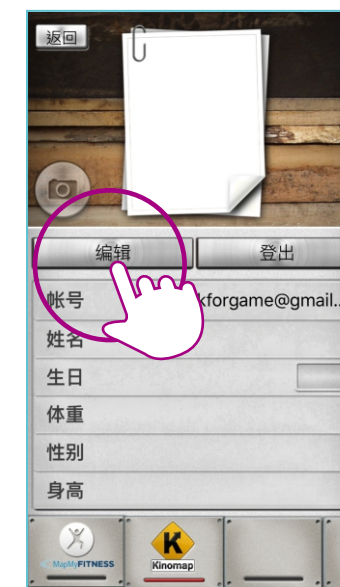 返回
编辑 登出
帐号 kforgame@gmail..
姓名
生日
体重
性别
身高
MapMyFITNESS K
Kinomap